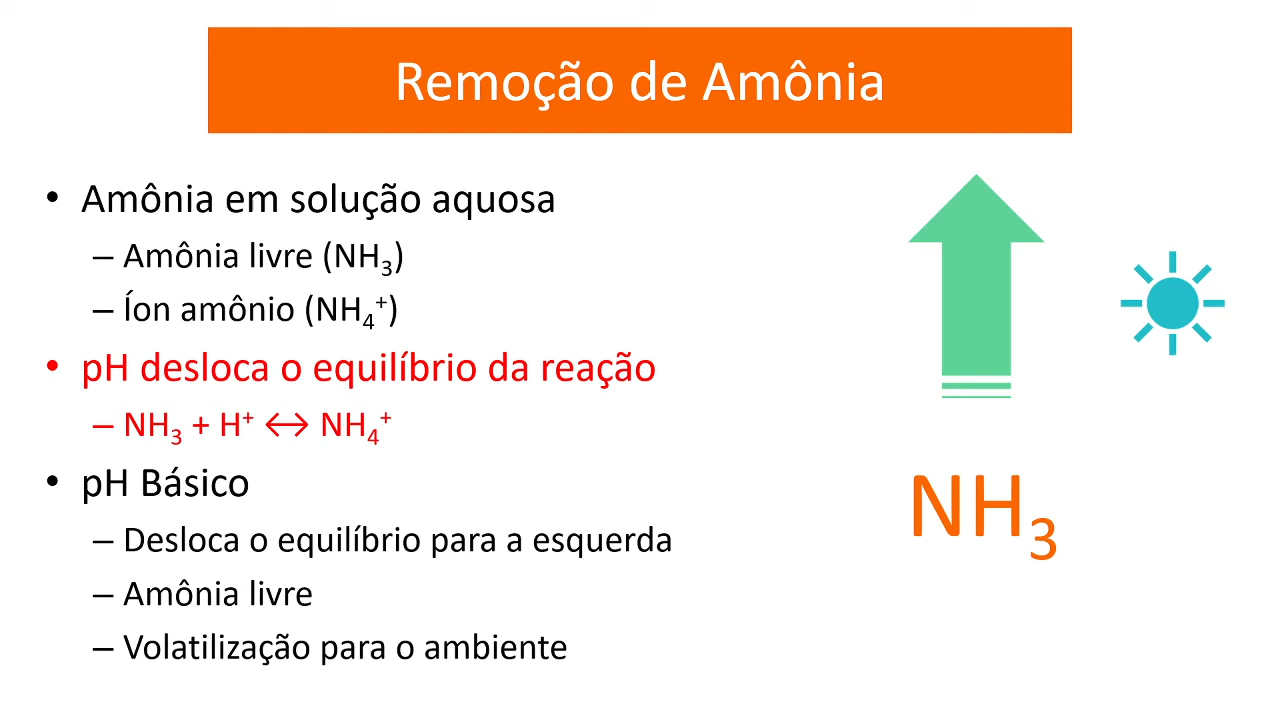 Remoção de Amônia
• Amônia em solução aquosa
– Amônia livre (NH₃)
– Íon amônio (NH₄⁺)
• pH desloca o equilíbrio da reação
– NH₃ + H⁺ ↔ NH₄⁺
• pH Básico
– Desloca o equilíbrio para a esquerda
– Amônia livre
– Volatilização para o ambiente
NH₃